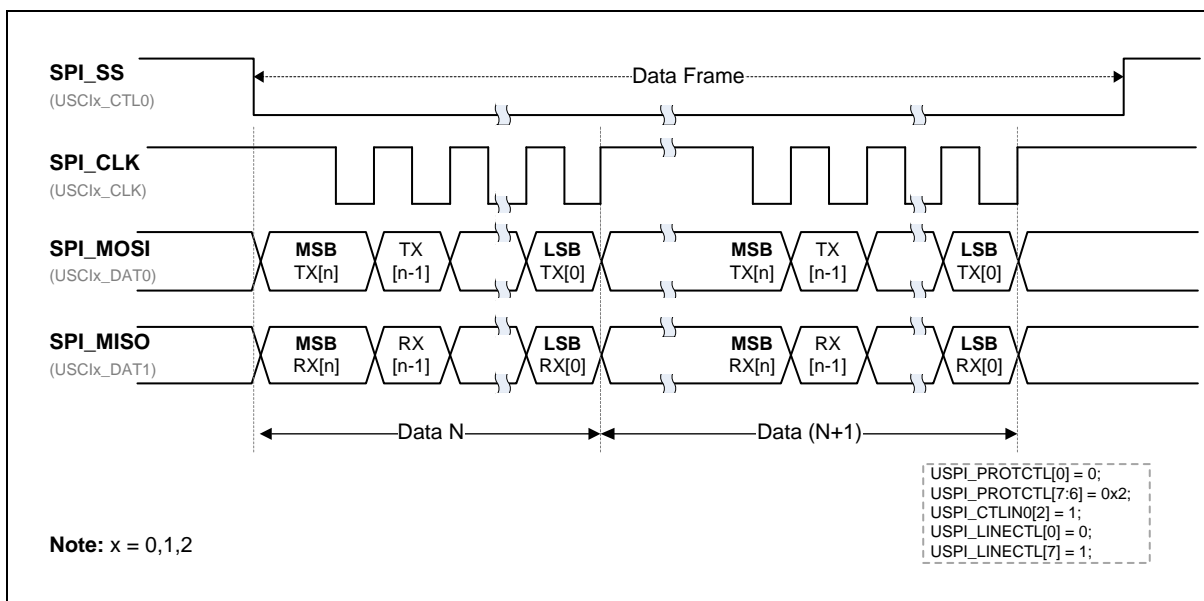 SPI_SS
(USCIx_CTL0)
Data Frame
SPI_CLK
(USCIx_CLK)
SPI_MOSI
(USCIx_DAT0)
MSB TX LSB MSB TX LSB
TX[n] [n-1] TX[0] TX[n] [n-1] TX[0]
SPI_MISO
(USCIx_DAT1)
MSB RX LSB MSB RX LSB
RX[n] [n-1] RX[0] RX[n] [n-1] RX[0]
Data N Data (N+1)
USPI_PROTCTL[0] = 0;
USPI_PROTCTL[7:6] = 0x2;
USPI_CTLIN0[2] = 1;
USPI_LINECTL[0] = 0;
USPI_LINECTL[7] = 1;
Note: x = 0,1,2